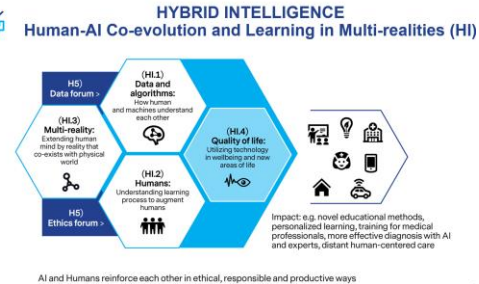 HYBRID INTELLIGENCE
Human-AI Co-evolution and Learning in Multi-realities (HI)
H5)
Data forum >
(HI.1)
Data and
algorithms:
How human
and machines understand
each other
(HI.3)
Multi-reality:
Extending human
mind by reality that
co-exists with physical
world
(HI.4)
Quality of life:
Utilizing technology
in wellbeing and new
areas of life
(HI.2)
Humans:
Understanding learning
process to augment
humans
H5)
Ethics forum >
Impact: e.g. novel educational methods,
personalized learning, training for medical
professionals, more effective diagnosis with AI
and experts, distant human-centered care
AI and Humans reinforce each other in ethical, responsible and productive ways